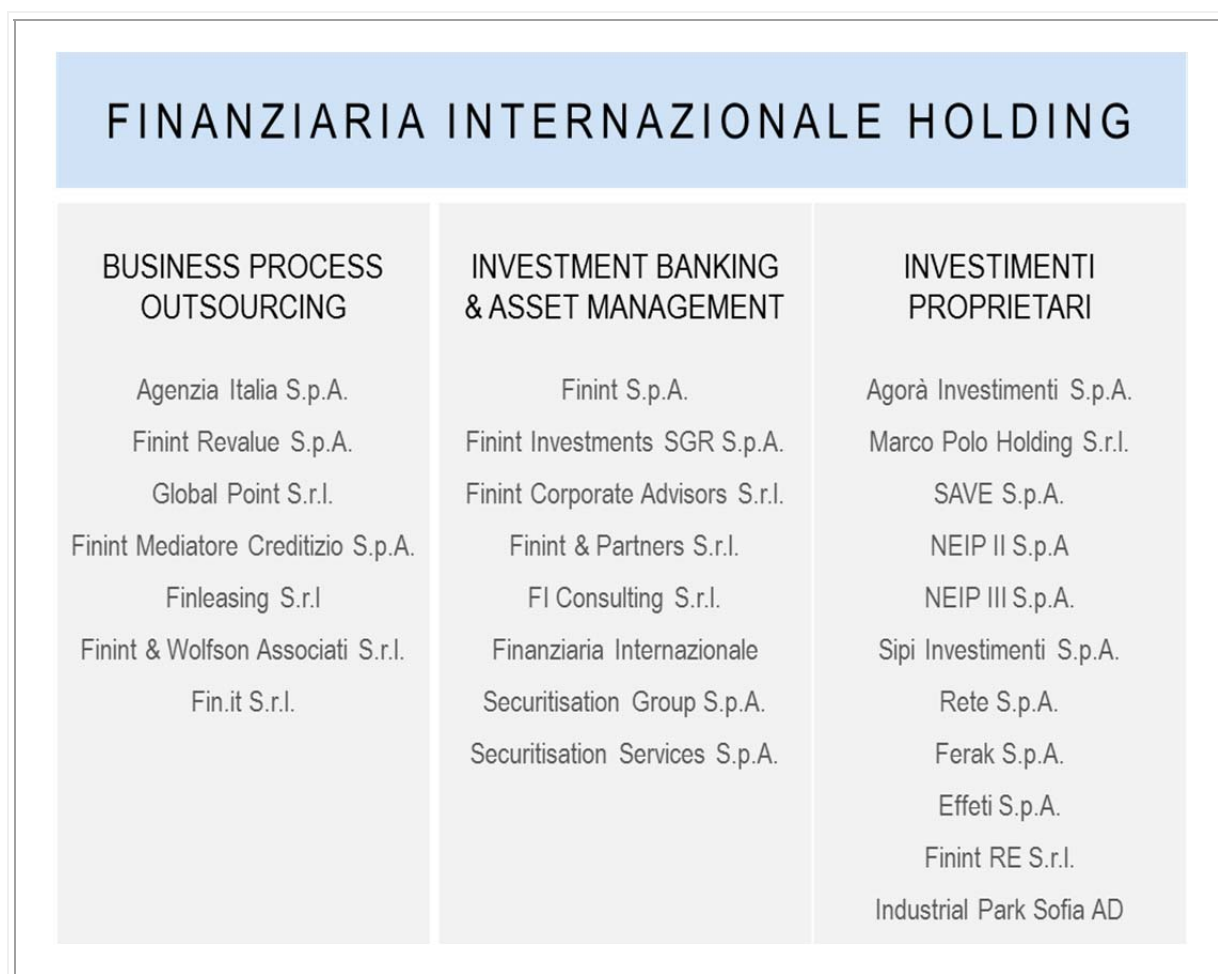 FINANZIARIA INTERNAZIONALE HOLDING
BUSINESS PROCESS
OUTSOURCING
Agenzia Italia S.p.A.
Finint Revalue S.p.A.
Global Point S.r.l.
Finint Mediatore Creditizio S.p.A.
Finleasing S.r.l
Finint & Wolfson Associati S.r.l.
Fin.it S.r.l.
INVESTMENT BANKING
& ASSET MANAGEMENT
Finint S.p.A.
Finint Investments SGR S.p.A.
Finint Corporate Advisors S.r.l.
Finint & Partners S.r.l.
FI Consulting S.r.l.
Finanziaria Internazionale
Securitisation Group S.p.A.
Securitisation Services S.p.A.
INVESTIMENTI
PROPRIETARI
Agorà Investimenti S.p.A.
Marco Polo Holding S.r.l.
SAVE S.p.A.
NEIP II S.p.A
NEIP III S.p.A.
Sipi Investimenti S.p.A.
Rete S.p.A.
Ferak S.p.A.
Effeti S.p.A.
Finint RE S.r.l.
Industrial Park Sofia AD